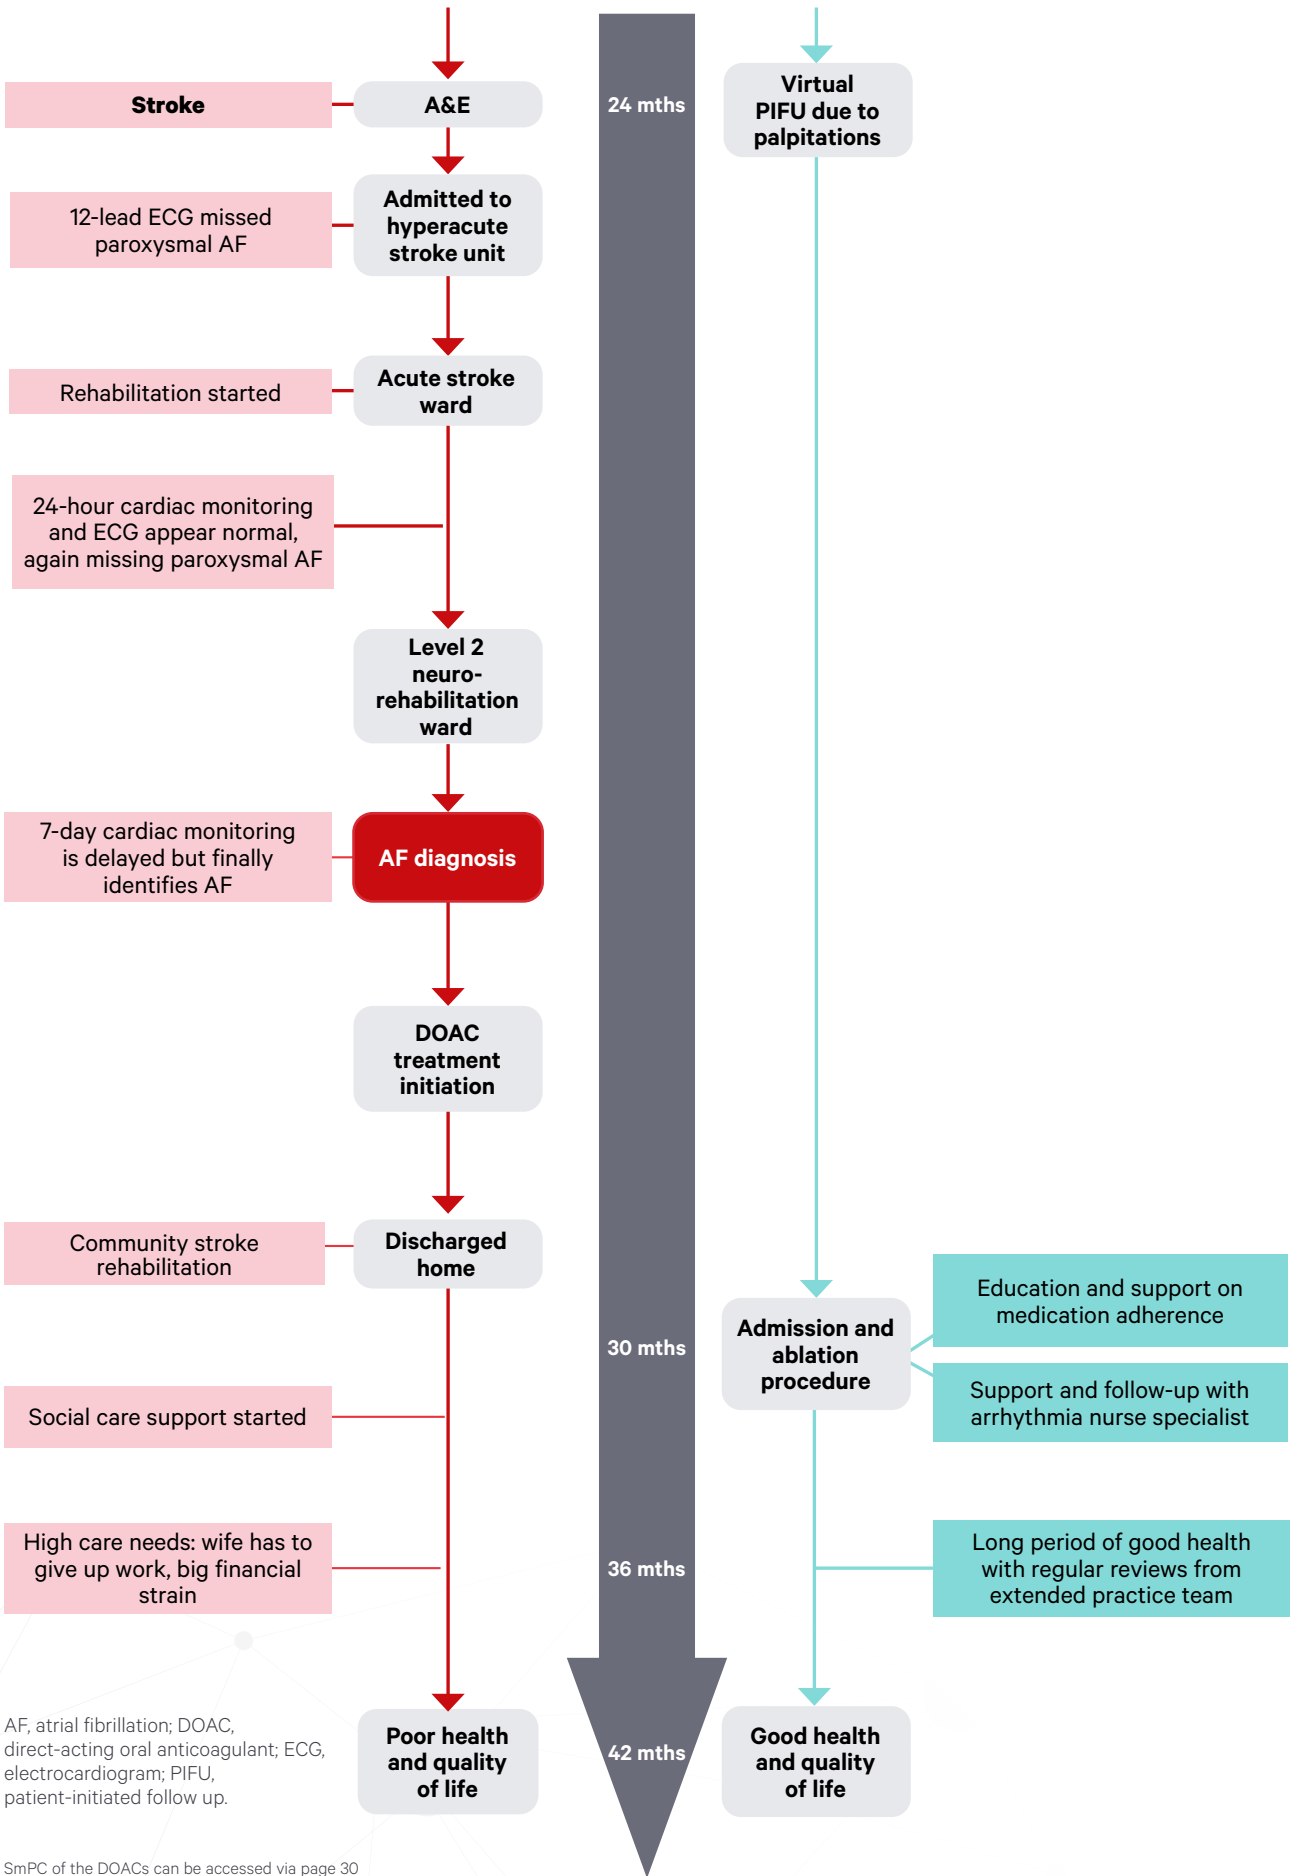 Stroke
A&E
24 mths
Virtual
PIFU due to
palpitations
12-lead ECG missed
paroxysmal AF
Admitted to
hyperacute
stroke unit
Rehabilitation started
Acute stroke
ward
24-hour cardiac monitoring
and ECG appear normal,
again missing paroxysmal AF
Level 2
neuro-
rehabilitation
ward
7-day cardiac monitoring
is delayed but finally
identifies AF
AF diagnosis
DOAC
treatment
initiation
Community stroke
rehabilitation
Discharged
home
30 mths
Admission and
ablation
procedure
Education and support on
medication adherence
Support and follow-up with
arrhythmia nurse specialist
Social care support started
High care needs: wife has to
give up work, big financial
strain
36 mths
Long period of good health
with regular reviews from
extended practice team
Poor health
and quality
of life
42 mths
Good health
and quality
of life
AF, atrial fibrillation; DOAC,
direct-acting oral anticoagulant; ECG,
electrocardiogram; PIFU,
patient-initiated follow up.
SmPC of the DOACs can be accessed via page 30